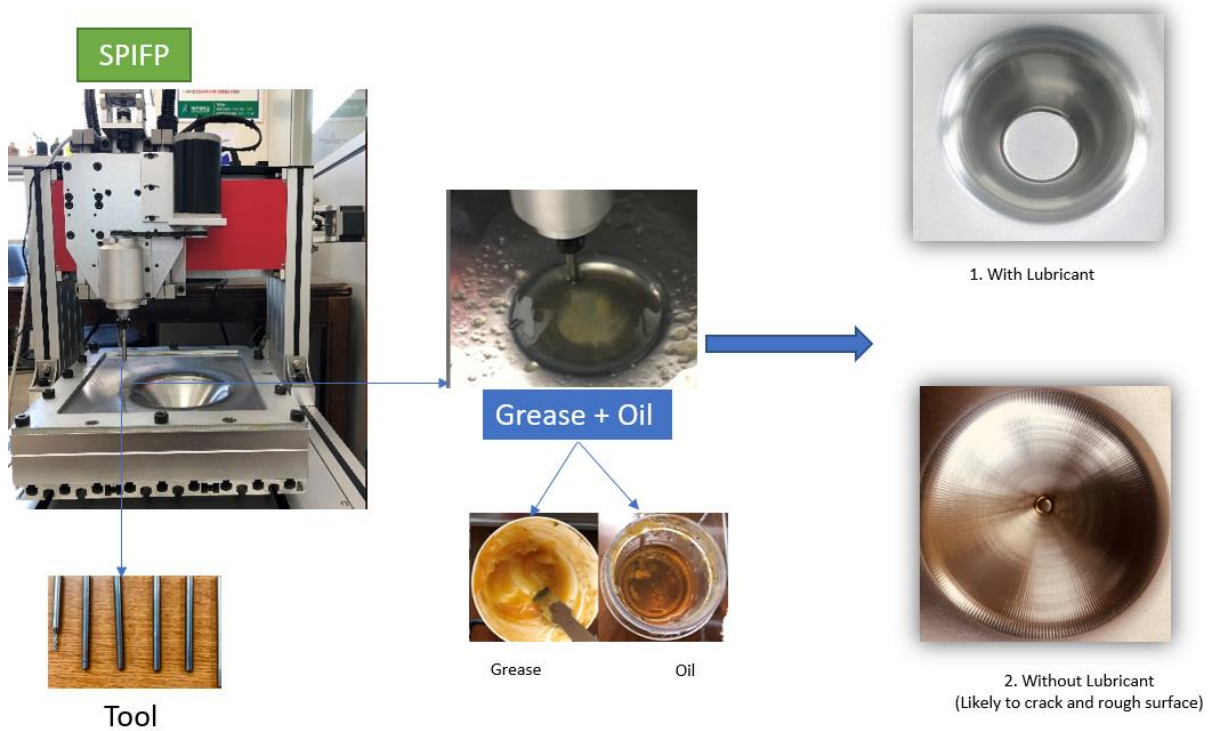 SPIFP
1. With Lubricant
Grease + Oil
Grease
Oil
Tool
2. Without Lubricant
(Likely to crack and rough surface)